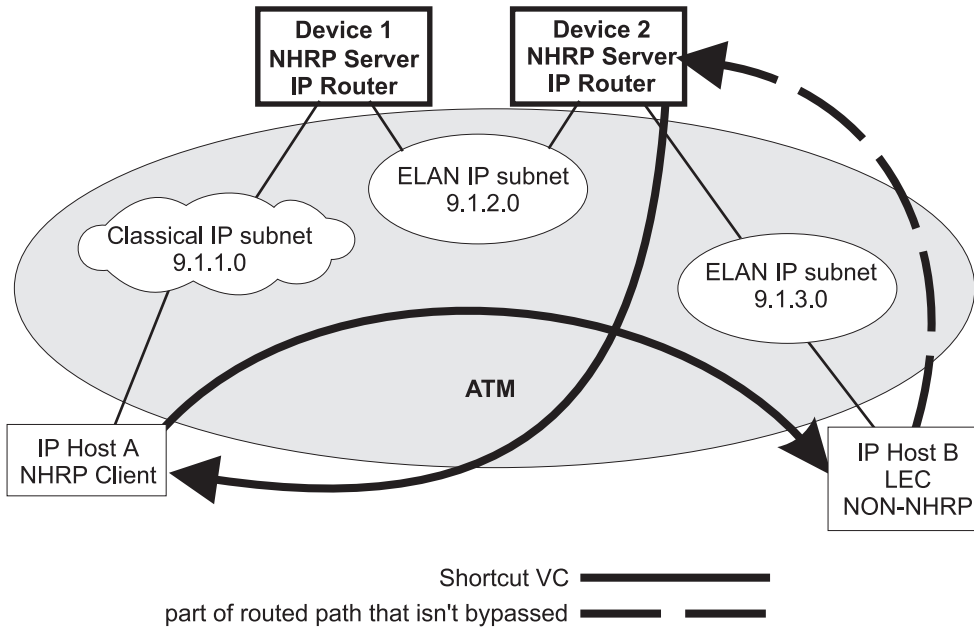 Device 1
NHRP Server
IP Router
Device 2
NHRP Server
IP Router
ELAN IP subnet
9.1.2.0
Classical IP subnet
9.1.1.0
ELAN IP subnet
9.1.3.0
ATM
IP Host A
NHRP Client
IP Host B
LEC
NON-NHRP
Shortcut VC
part of routed path that isn't bypassed